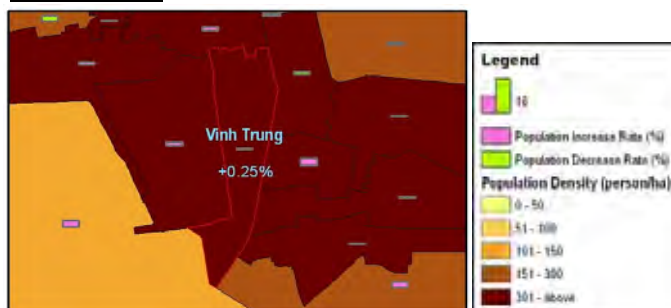 Vinh Trung
+0.25%
Legend
16
Population Increase Rate (%)
Population Decrease Rate (%)
Population Density (person/ha)
0 - 50
51 - 100
101 - 150
151 - 300
301 - above